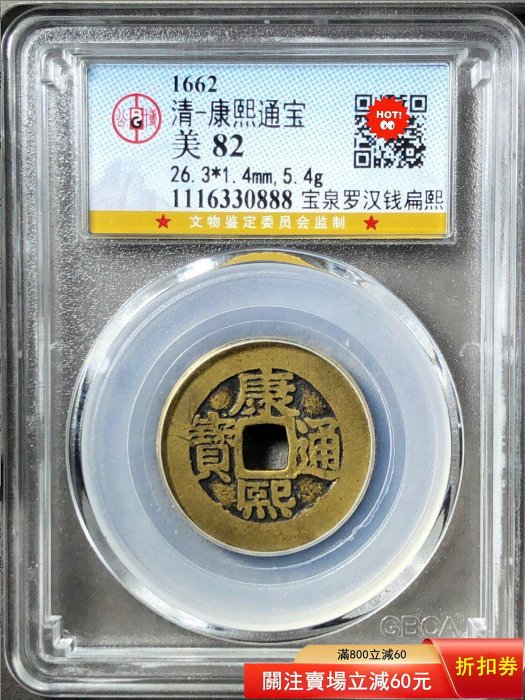 1662
清-康熙通宝
美 82
26.3*1.4mm,5.4g
1116330888 宝泉罗汉钱扁熙
公 G 博
HOT!
★ 文物鉴定委员会监制 ★
康熙通寶
GBCA
滿800立減60
關注賣場立減60元
折扣券